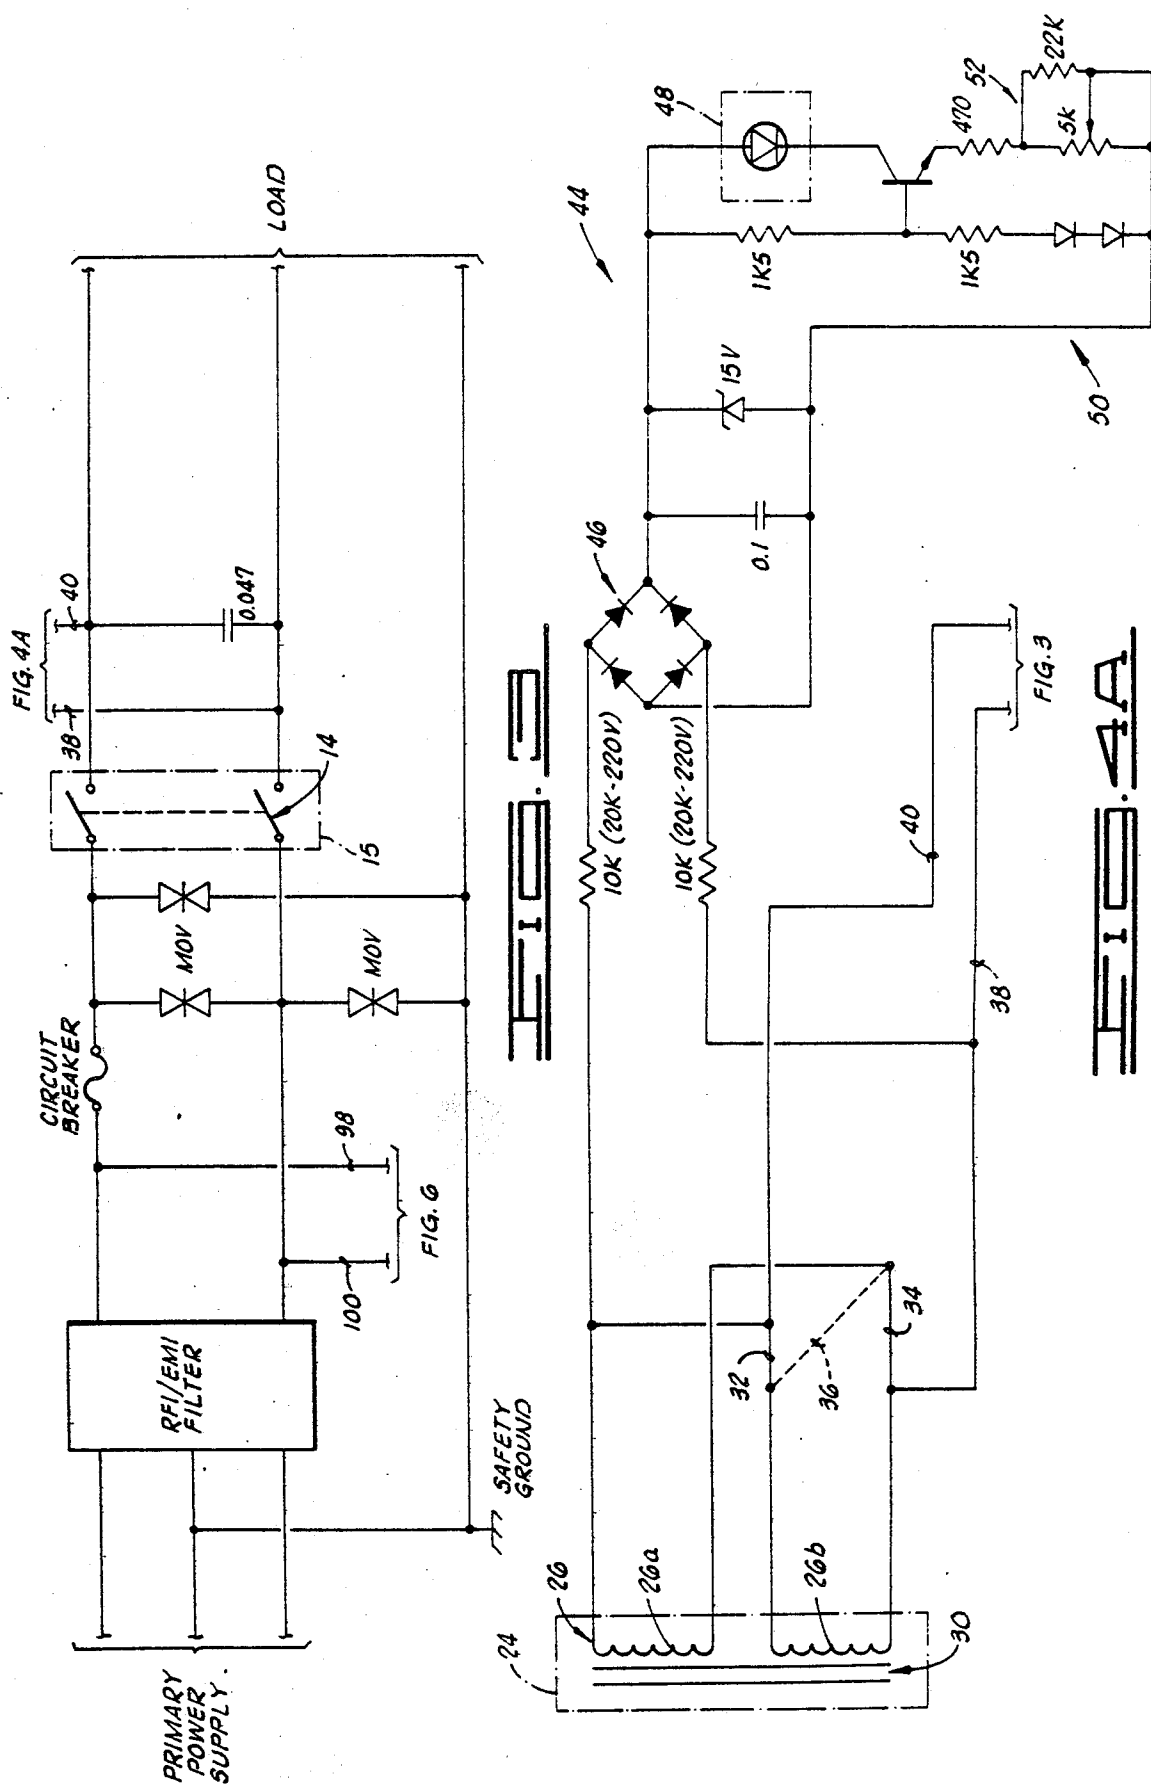 PRIMARY
POWER
SUPPLY.
RFI/EMI
FILTER
SAFETY
GROUND
100
98
FIG. 6
CIRCUIT
BREAKER
MOV
MOV
15
14
38
40
FIG. 4A
0.047
LOAD
FIG. 3
24
26
26a
26b
30
32
36
34
10K (20K-220V)
10K (20K-220V)
40
38
FIG. 3
46
0.1
15V
44
50
1K5
1K5
48
470
52
5K
22K
FIG. 4A